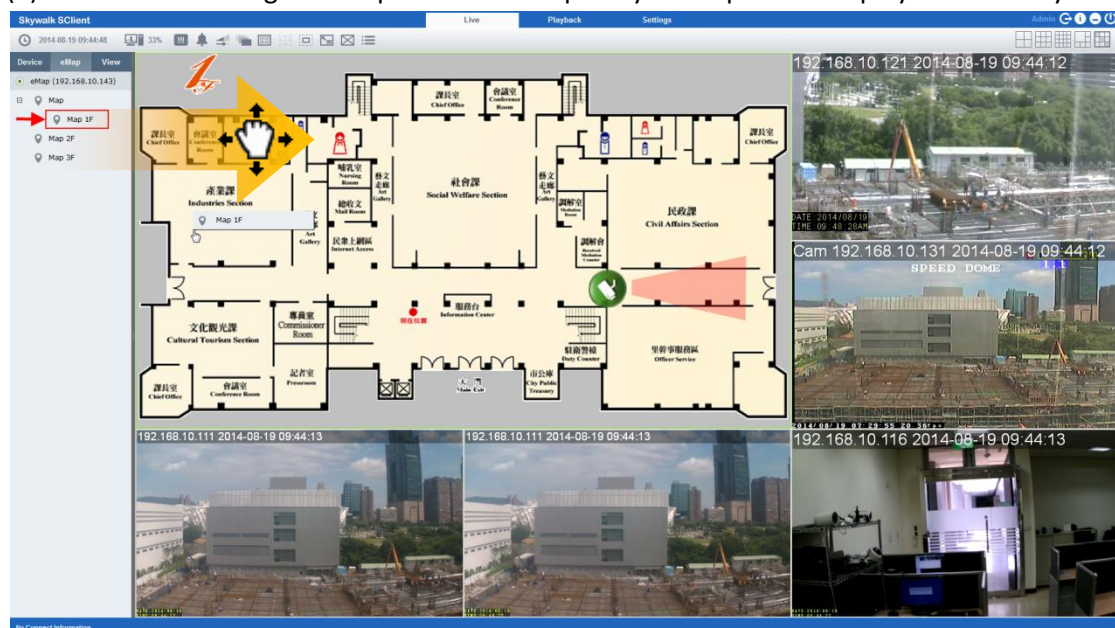 Skywalk SClient
Live
Playback
Settings
Admin
2014-08-19 09:44:48
33%
Device
eMap
View
eMap (192.168.10.143)
Map
Map 1F
Map 2F
Map 3F
課長室
Chief Office
會議室
Conference
Room
課長室
Chief Office
會議室
Conference
Room
課長室
Chief Office
哺乳室
Nursing
Room
總收文
Mail Room
藝文
走廊
Art
Gallery
社會課
Social Welfare Section
藝文
走廊
Art
Gallery
調解室
Mediation
Room
產業課
Industries Section
Map 1F
Art
Gallery
民眾上網區
Internet Access
民政課
Civil Affairs Section
調解會
Mediation
Counter
文化觀光課
Cultural Tourism Section
專員室
Commissioner
Room
現在位置
服務台
Information Center
駐衛警檯
Duty Counter
里幹事服務區
Officer Service
課長室
Chief Office
會議室
Conference Room
記者室
Pressroom
大門
Main Exit
市公庫
City Public
Treasury
192.168.10.121 2014-08-19 09:44:12
DATE:2014/08/19
TIME:09:48:28AM
Cam 192.168.10.131 2014-08-19 09:44:12
SPEED DOME
192.168.10.111 2014-08-19 09:44:13
192.168.10.111 2014-08-19 09:44:13
192.168.10.116 2014-08-19 09:44:13
No Connect Information